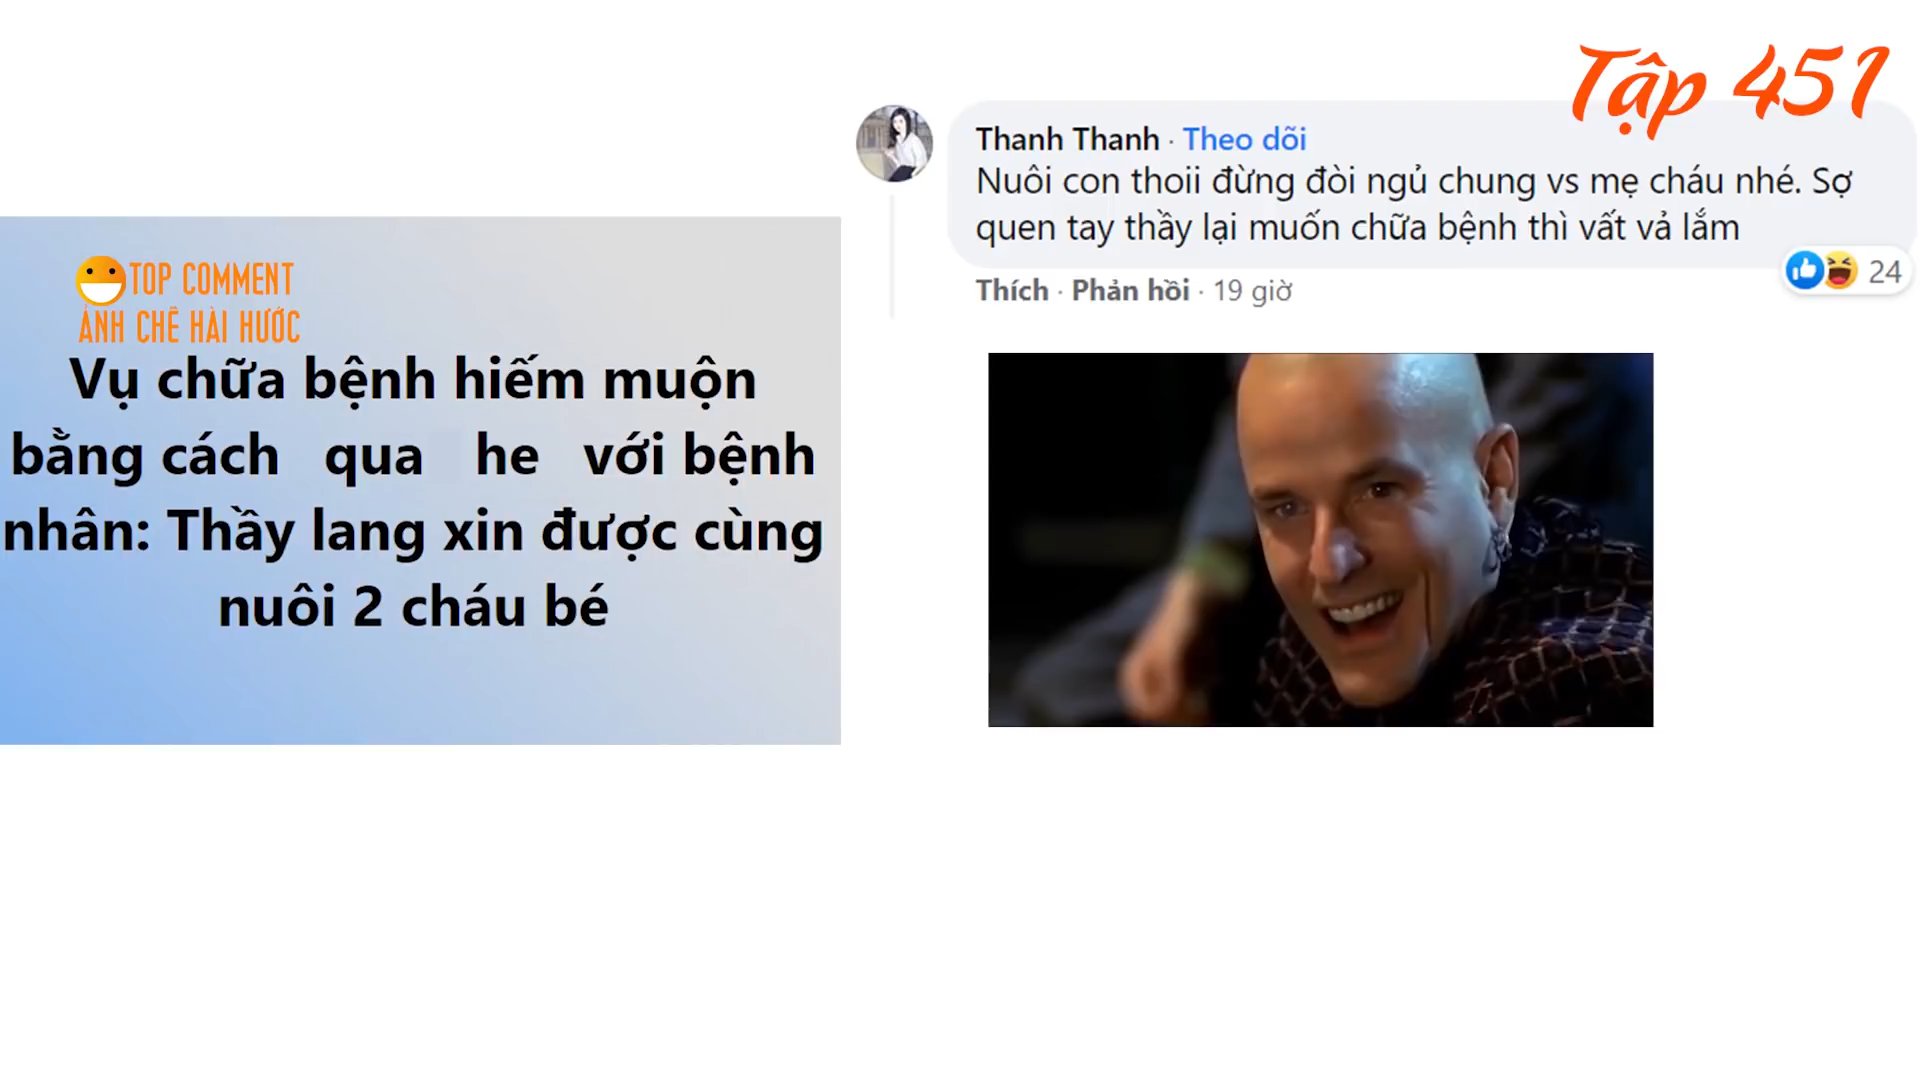 Tập 451
TOP COMMENT
ẢNH CHẾ HÀI HƯỚC
Vụ chữa bệnh hiếm muộn
bằng cách qua he với bệnh
nhân: Thầy lang xin được cùng
nuôi 2 cháu bé
Thanh Thanh · Theo dõi
Nuôi con thoii đừng đòi ngủ chung vs mẹ cháu nhé. Sợ
quen tay thầy lại muốn chữa bệnh thì vất vả lắm
Thích · Phản hồi · 19 giờ
24